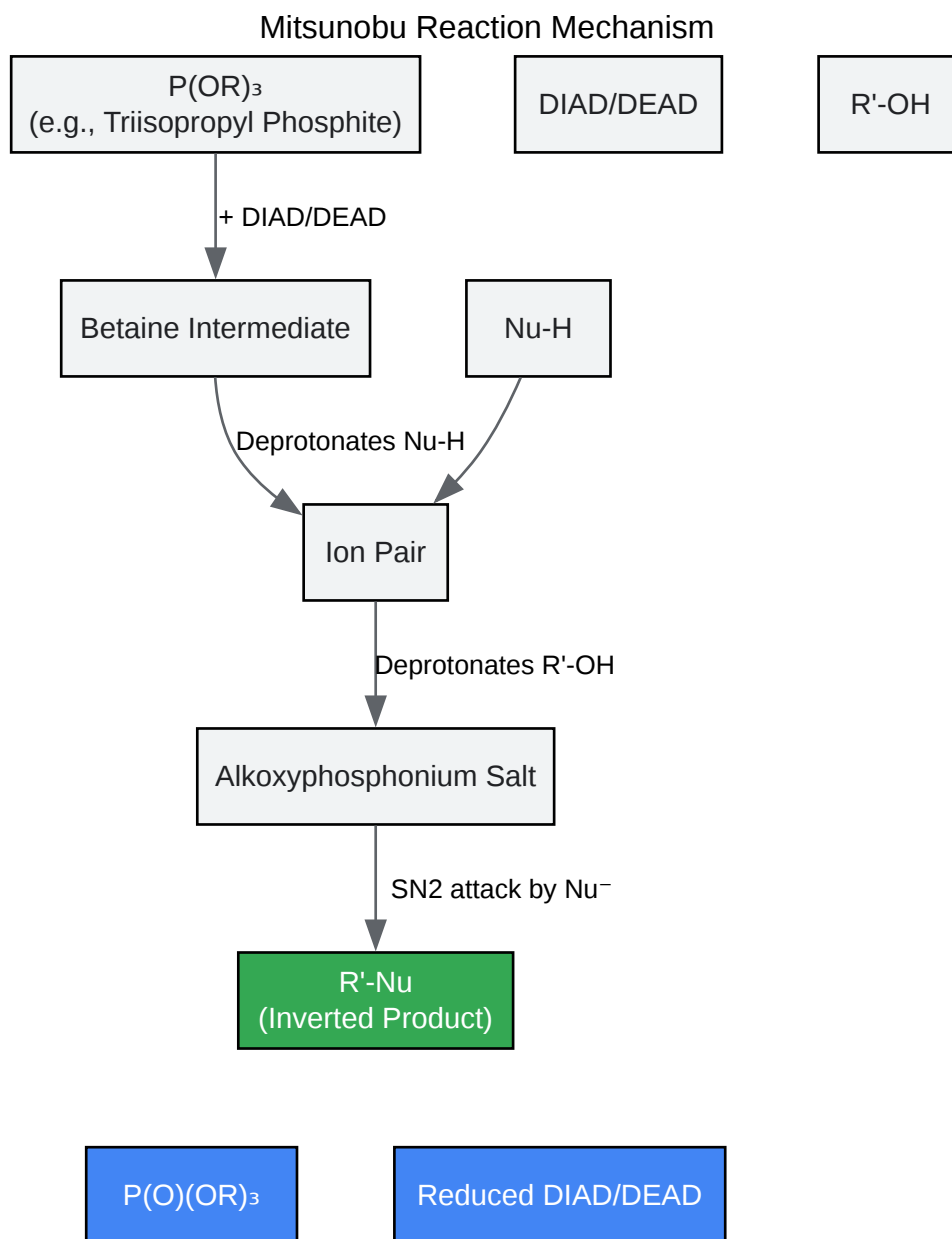 Mitsunobu Reaction Mechanism
P(OR)₃
(e.g., Triisopropyl Phosphite)
DIAD/DEAD
R'-OH
+ DIAD/DEAD
Betaine Intermediate
Nu-H
Deprotonates Nu-H
Ion Pair
Deprotonates R'-OH
Alkoxyphosphonium Salt
SN2 attack by Nu⁻
R'-Nu
(Inverted Product)
P(O)(OR)₃
Reduced DIAD/DEAD